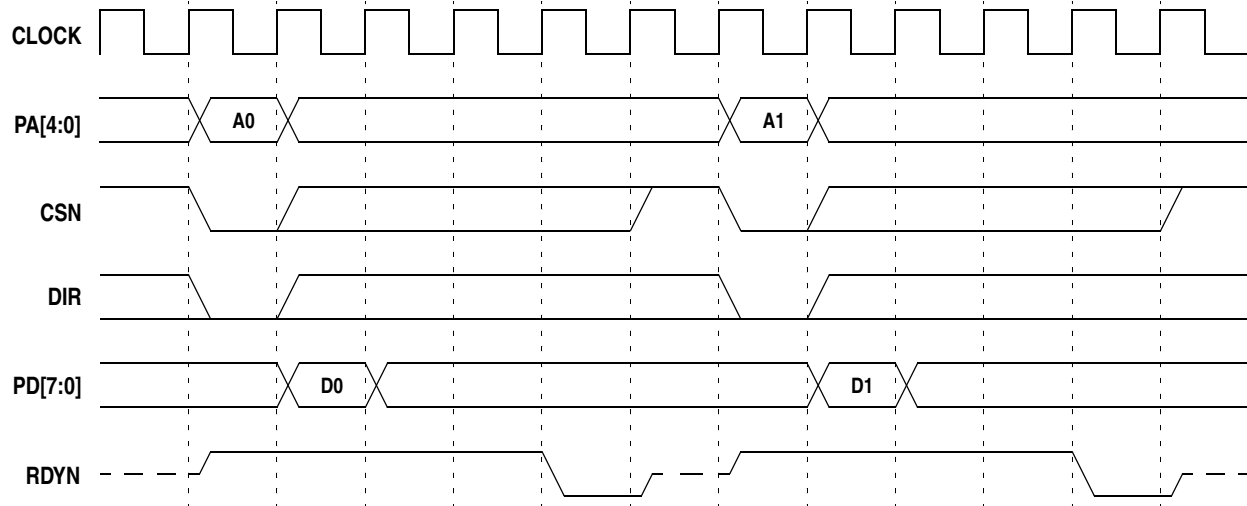 CLOCK
PA[4:0] A0 A1
CSN
DIR
PD[7:0] D0 D1
RDYN